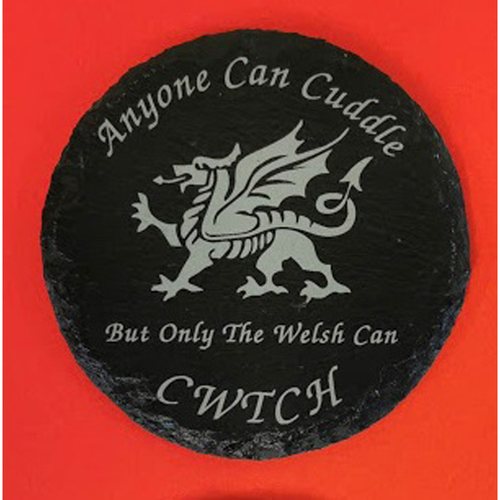 Anyone Can Cuddle
But Only The Welsh Can
CWTCH